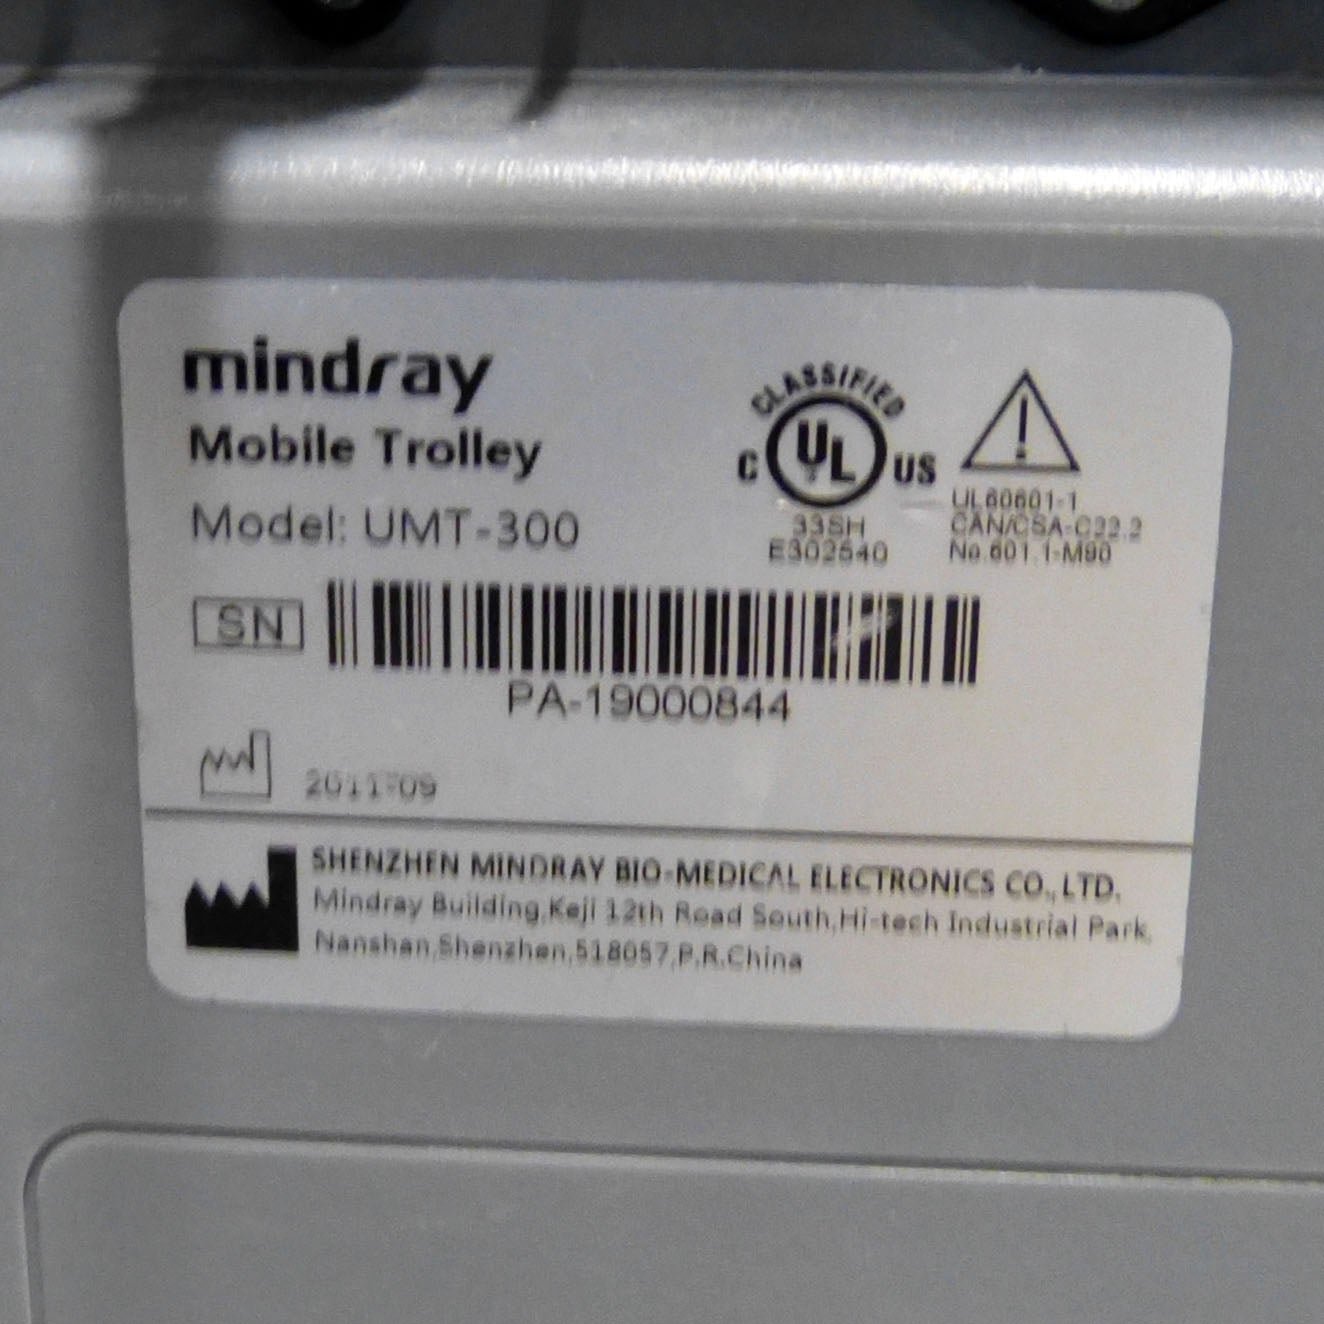 mindray
Mobile Trolley
Model: UMT-300
CLASSIFIED
C UL US
33SH
E302540
UL60601-1
CAN/CSA-C22.2
No.601.1-M90
SN
PA-19000844
2011-09
SHENZHEN MINDRAY BIO-MEDICAL ELECTRONICS CO., LTD.
Mindray Building,Keji 12th Road South,Hi-tech Industrial Park,
Nanshan,Shenzhen,518057,P.R.China